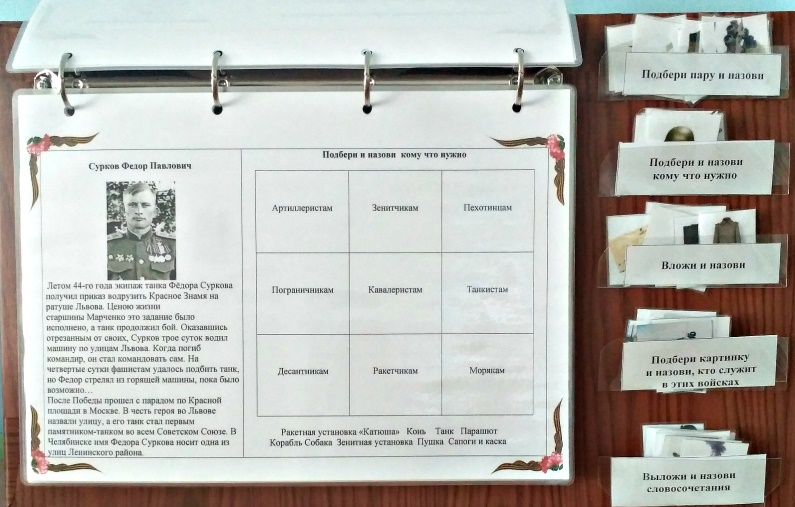 Сурков Федор Павлович
Летом 44-го года экипаж танка Фёдора Суркова
получил приказ водрузить Красное Знамя на
ратуше Львова. Ценою жизни
старшины Марченко это задание было
исполнено, а танк продолжил бой. Оказавшись
отрезанным от своих, Сурков трое суток водил
машину по улицам Львова. Когда погиб
командир, он стал командовать сам. На
четвертые сутки фашистам удалось подбить танк,
но Федор стрелял из горящей машины, пока было
возможно…
После Победы прошел с парадом по Красной
площади в Москве. В честь героя во Львове
назвали улицу, а его танк стал первым
памятником-танком во всем Советском Союзе. В
Челябинске имя Федора Суркова носит одна из
улиц Ленинского района.
Подбери и назови кому что нужно
Артиллеристам Зенитчикам Пехотинцам
Пограничникам Кавалеристам Танкистам
Десантникам Ракетчикам Морякам
Ракетная установка «Катюша» Конь Танк Парашют
Корабль Собака Зенитная установка Пушка Сапоги и каска
Подбери пару и назови
Подбери и назови
кому что нужно
Вложи и назови
Подбери картинку
и назови, кто служит
в этих войсках
Выложи и назови
словосочетания